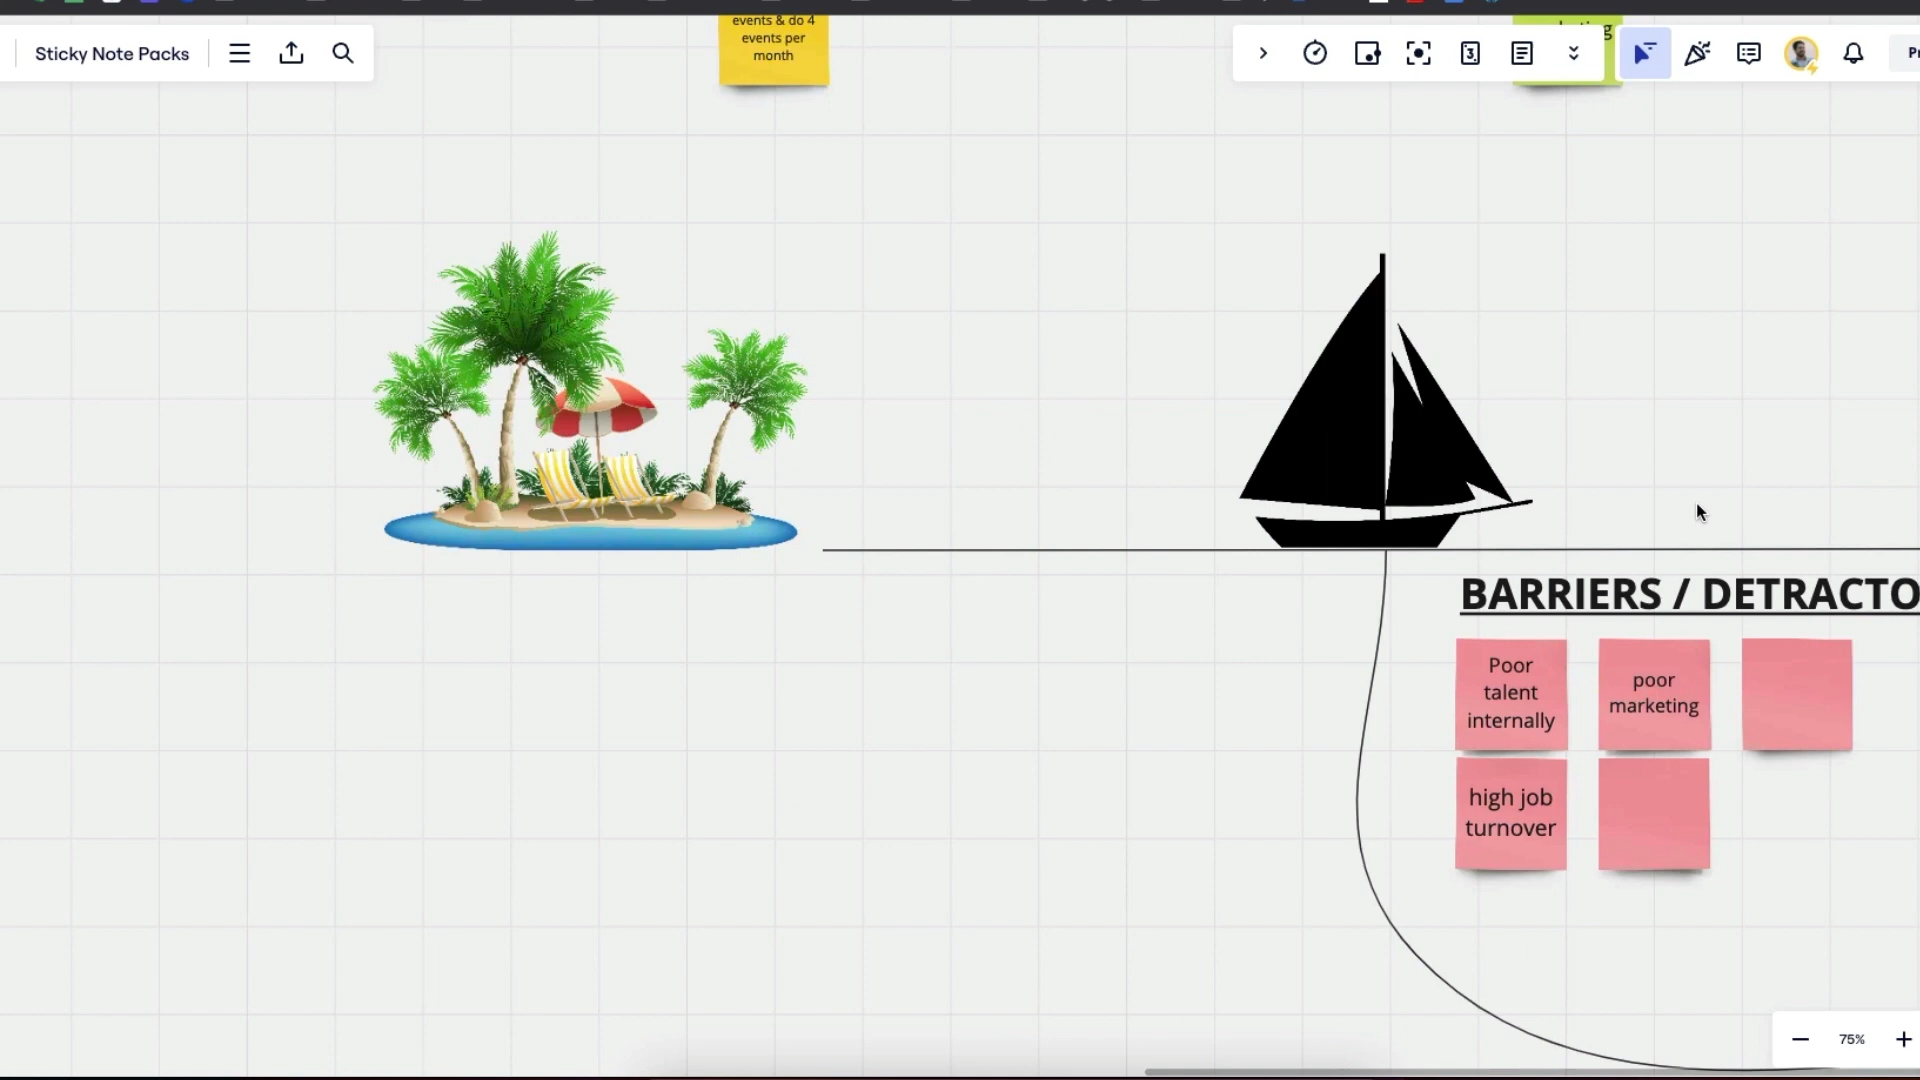 events & do 4
events per
month
Sticky Note Packs
BARRIERS / DETRACTO
Poor
talent
internally
poor
marketing
high job
turnover
75%